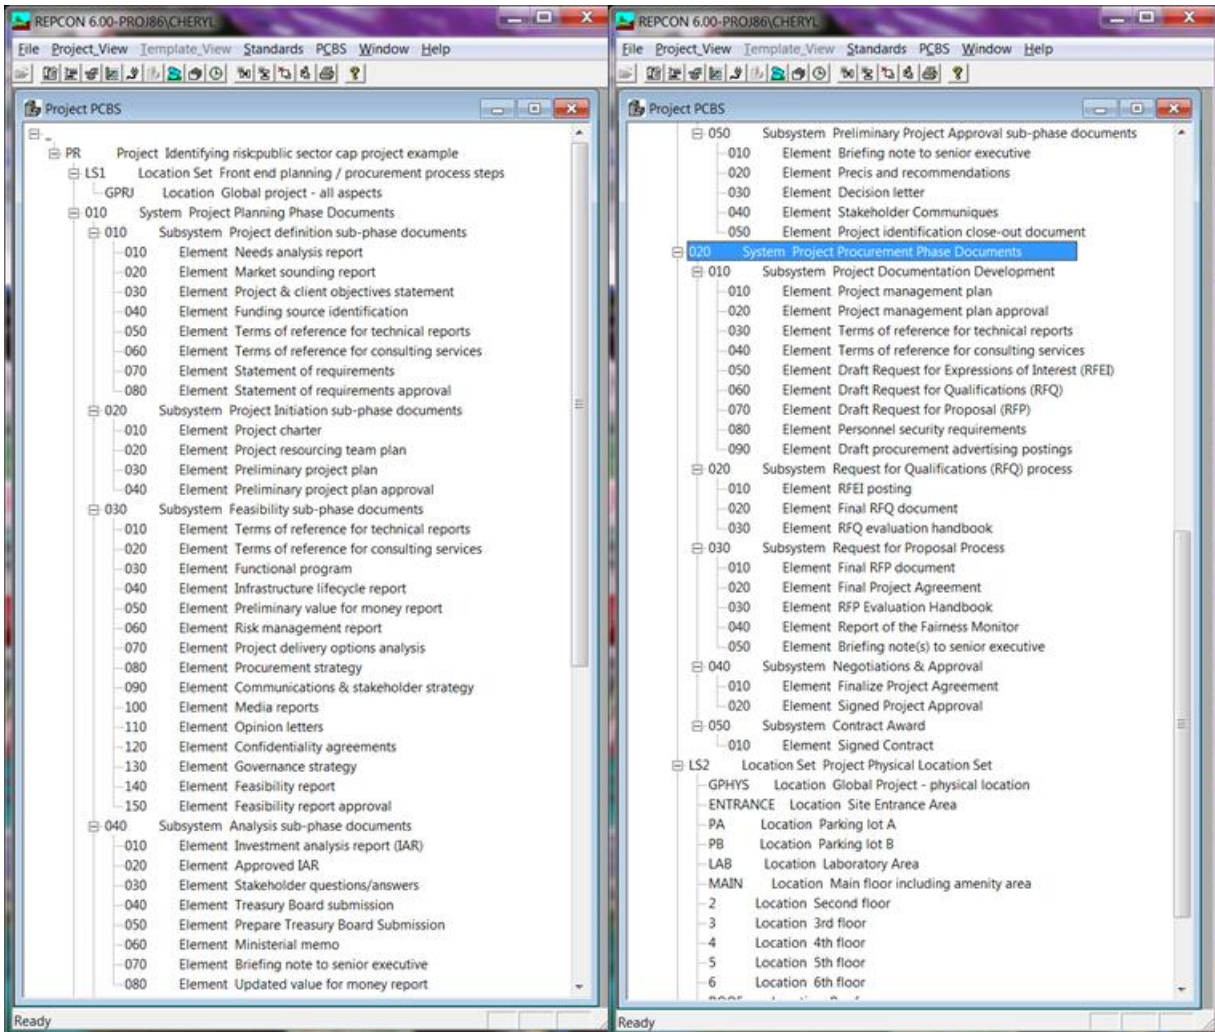 REPCON 6.00-PROJ86\CHERYL
File Project_View Template_View Standards PCBS Window Help
Project PCBS
_
PR Project Identifying risk:public sector cap project example
LS1 Location Set Front end planning / procurement process steps
GPRJ Location Global project - all aspects
010 System Project Planning Phase Documents
010 Subsystem Project definition sub-phase documents
010 Element Needs analysis report
020 Element Market sounding report
030 Element Project & client objectives statement
040 Element Funding source identification
050 Element Terms of reference for technical reports
060 Element Terms of reference for consulting services
070 Element Statement of requirements
080 Element Statement of requirements approval
020 Subsystem Project Initiation sub-phase documents
010 Element Project charter
020 Element Project resourcing team plan
030 Element Preliminary project plan
040 Element Preliminary project plan approval
030 Subsystem Feasibility sub-phase documents
010 Element Terms of reference for technical reports
020 Element Terms of reference for consulting services
030 Element Functional program
040 Element Infrastructure lifecycle report
050 Element Preliminary value for money report
060 Element Risk management report
070 Element Project delivery options analysis
080 Element Procurement strategy
090 Element Communications & stakeholder strategy
100 Element Media reports
110 Element Opinion letters
120 Element Confidentiality agreements
130 Element Governance strategy
140 Element Feasibility report
150 Element Feasibility report approval
040 Subsystem Analysis sub-phase documents
010 Element Investment analysis report (IAR)
020 Element Approved IAR
030 Element Stakeholder questions/answers
040 Element Treasury Board submission
050 Element Prepare Treasury Board Submission
060 Element Ministerial memo
070 Element Briefing note to senior executive
080 Element Updated value for money report
Ready
REPCON 6.00-PROJ86\CHERYL
File Project_View Template_View Standards PCBS Window Help
Project PCBS
050 Subsystem Preliminary Project Approval sub-phase documents
010 Element Briefing note to senior executive
020 Element Precis and recommendations
030 Element Decision letter
040 Element Stakeholder Communiques
050 Element Project identification close-out document
020 System Project Procurement Phase Documents
010 Subsystem Project Documentation Development
010 Element Project management plan
020 Element Project management plan approval
030 Element Terms of reference for technical reports
040 Element Terms of reference for consulting services
050 Element Draft Request for Expressions of Interest (RFEI)
060 Element Draft Request for Qualifications (RFQ)
070 Element Draft Request for Proposal (RFP)
080 Element Personnel security requirements
090 Element Draft procurement advertising postings
020 Subsystem Request for Qualifications (RFQ) process
010 Element RFEI posting
020 Element Final RFQ document
030 Element RFQ evaluation handbook
030 Subsystem Request for Proposal Process
010 Element Final RFP document
020 Element Final Project Agreement
030 Element RFP Evaluation Handbook
040 Element Report of the Fairness Monitor
050 Element Briefing note(s) to senior executive
040 Subsystem Negotiations & Approval
010 Element Finalize Project Agreement
020 Element Signed Project Approval
050 Subsystem Contract Award
010 Element Signed Contract
LS2 Location Set Project Physical Location Set
GPHYS Location Global Project - physical location
ENTRANCE Location Site Entrance Area
PA Location Parking lot A
PB Location Parking lot B
LAB Location Laboratory Area
MAIN Location Main floor including amenity area
2 Location Second floor
3 Location 3rd floor
4 Location 4th floor
5 Location 5th floor
6 Location 6th floor
Ready